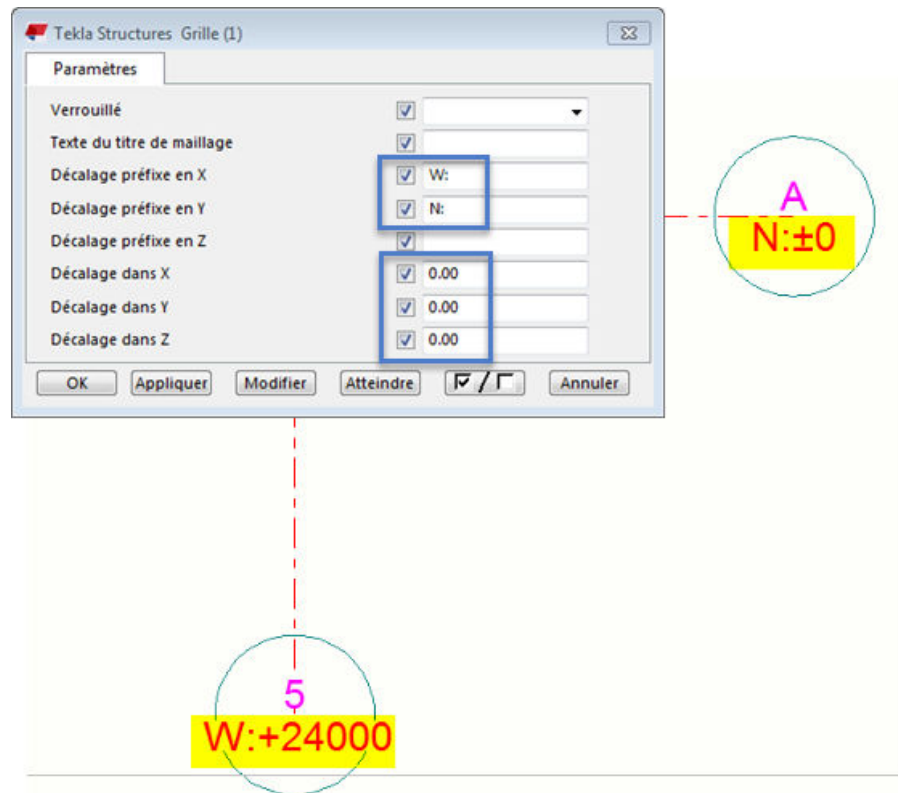 Tekla Structures Grille (1)
Paramètres
Verrouillé
Texte du titre de maillage
Décalage préfixe en X W:
Décalage préfixe en Y N:
Décalage préfixe en Z
Décalage dans X 0.00
Décalage dans Y 0.00
Décalage dans Z 0.00
OK Appliquer Modifier Atteindre / Annuler
A
N:±0
5
W:+24000